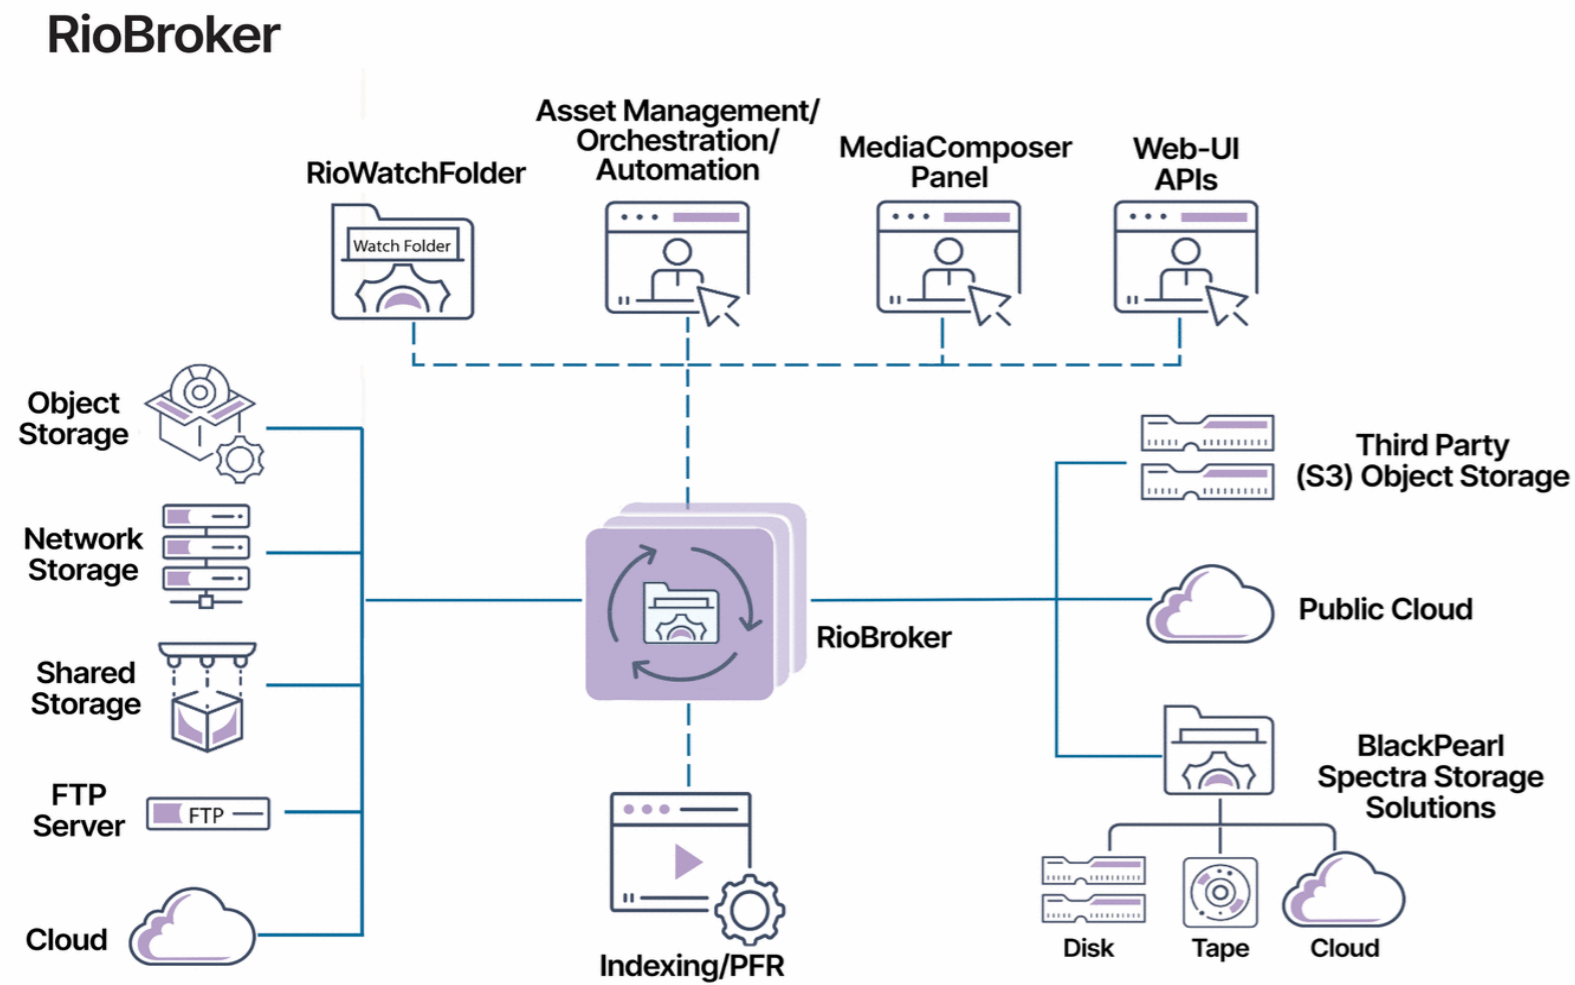 RioBroker
RioWatchFolder
Watch Folder
Asset Management/
Orchestration/
Automation
MediaComposer
Panel
Web-UI
APIs
Object
Storage
Network
Storage
Shared
Storage
FTP
Server
FTP
Cloud
RioBroker
Indexing/PFR
Third Party
(S3) Object Storage
Public Cloud
BlackPearl
Spectra Storage
Solutions
Disk
Tape
Cloud